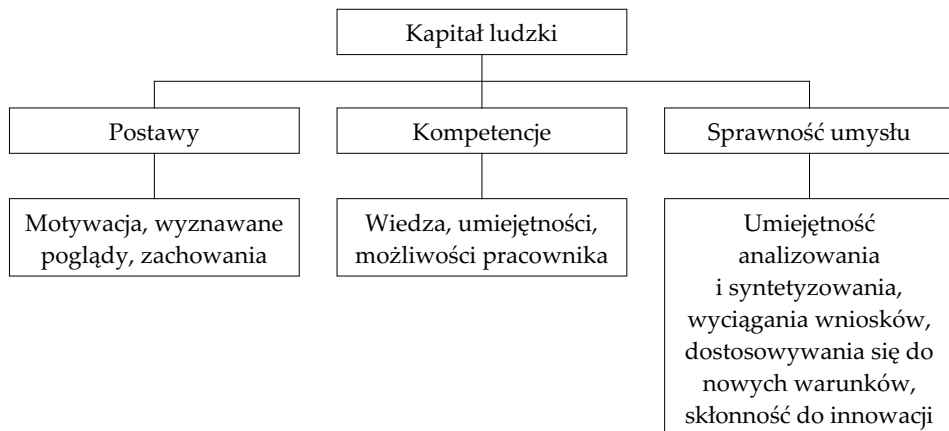 Kapitał ludzki
Postawy
Kompetencje
Sprawność umysłu
Motywacja, wyznawane
poglądy, zachowania
Wiedza, umiejętności,
możliwości pracownika
Umiejętność
analizowania
i syntetyzowania,
wyciągania wniosków,
dostosowywania się do
nowych warunków,
skłonność do innowacji